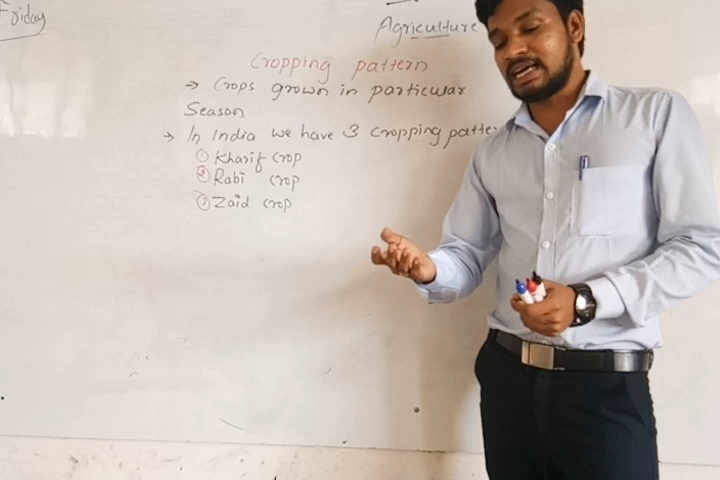 Friday
Agriculture
Cropping pattern
→ Crops grown in particular
Season
→ In India we have 3 cropping patte
① Kharif crop
② Rabi crop
③ Zaid crop